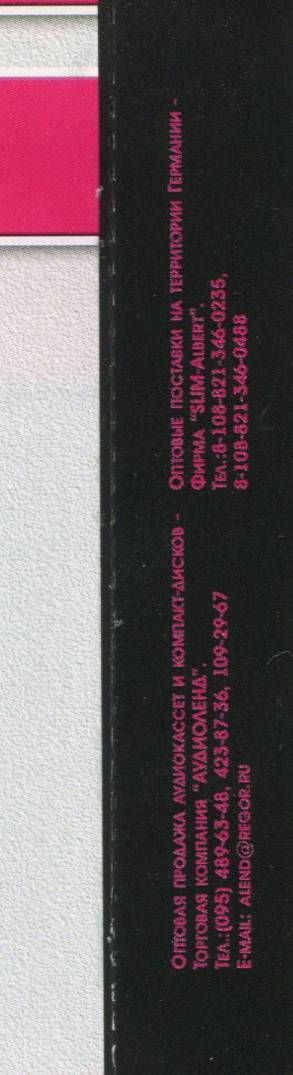 Оптовая продажа аудиокассет и компакт-дисков -
Торговая компания "АУДИОЛЕНД".
Тел.:(095) 489-63-48, 423-87-36, 109-29-67
E-mail: alend@regor.ru
Оптовые поставки на территории Германии -
Фирма "SLIM-Albert".
Тел.:8-108-821-346-0235,
8-108-821-346-0488